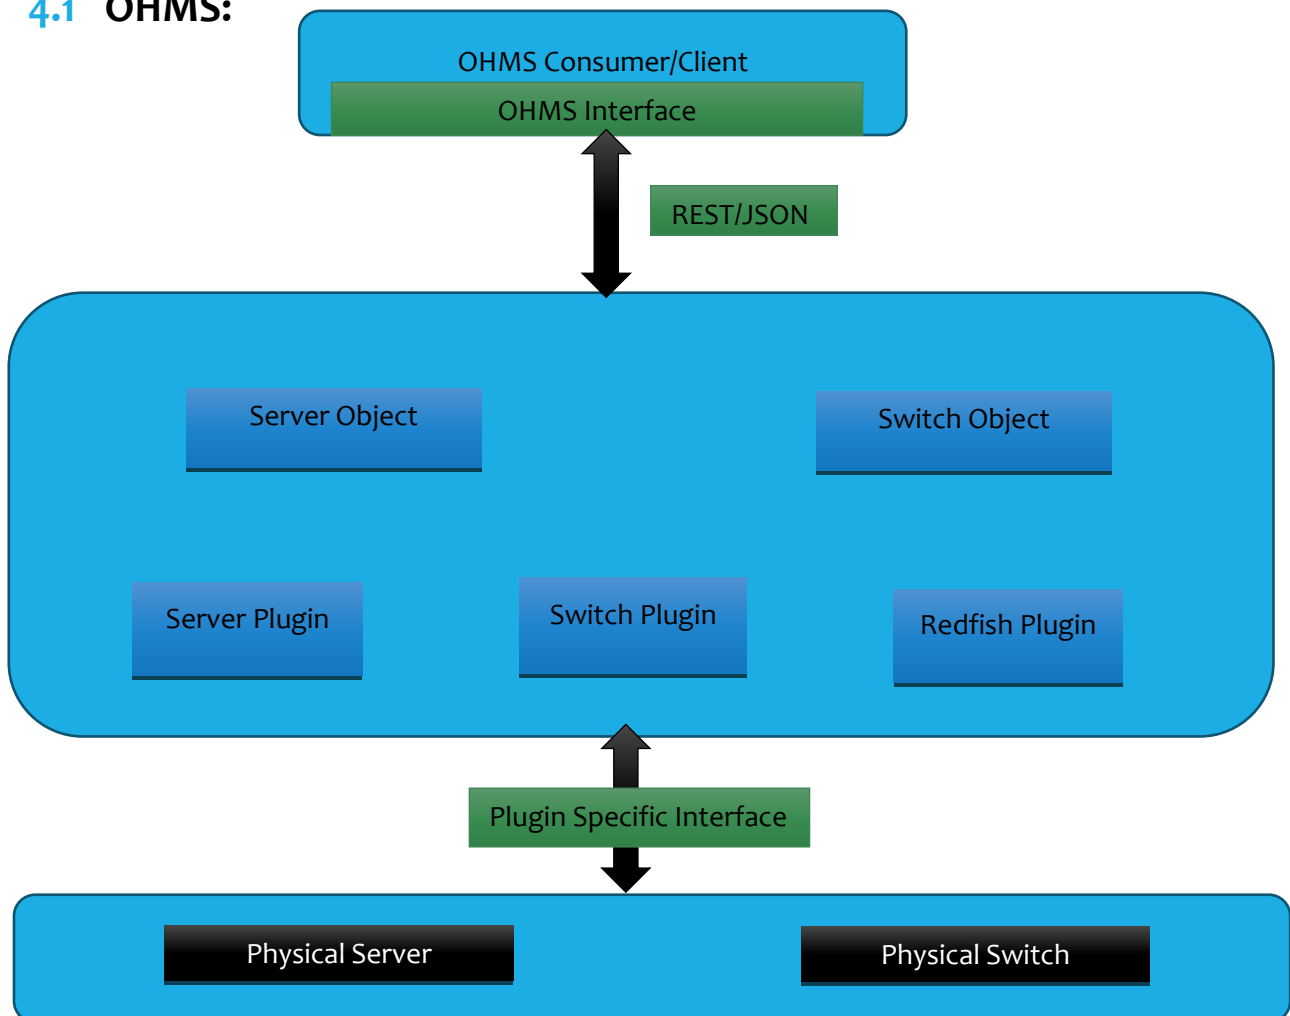 4.1 OHMS:
OHMS Consumer/Client
OHMS Interface
REST/JSON
Server Object
Switch Object
Server Plugin
Switch Plugin
Redfish Plugin
Plugin Specific Interface
Physical Server
Physical Switch